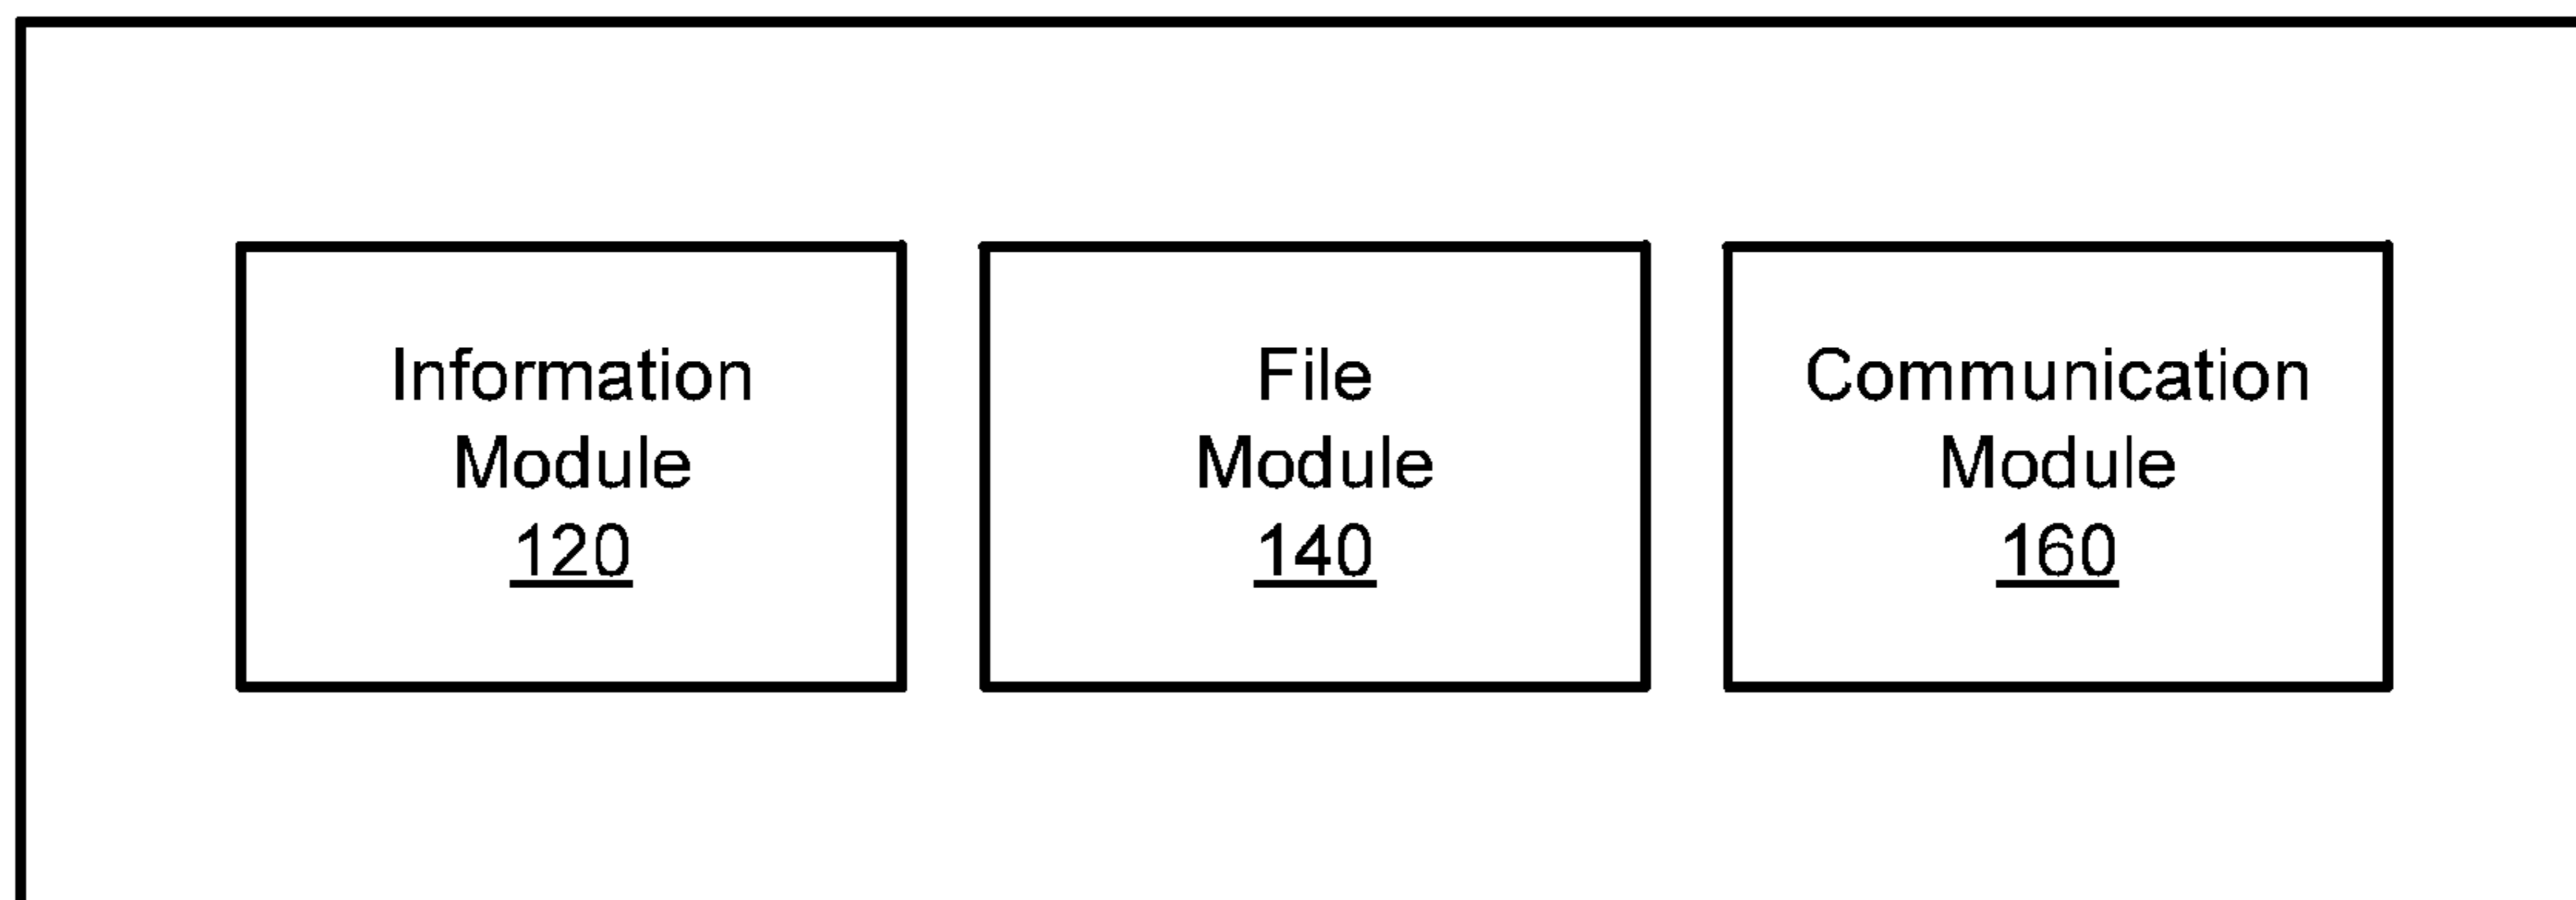 Information
Module
120
File
Module
140
Communication
Module
160